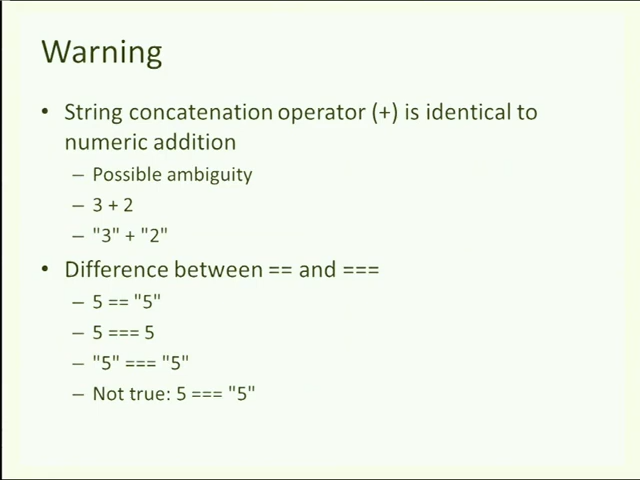 Warning
• String concatenation operator (+) is identical to
numeric addition
– Possible ambiguity
– 3 + 2
– "3" + "2"
• Difference between == and ===
– 5 == "5"
– 5 === 5
– "5" === "5"
– Not true: 5 === "5"